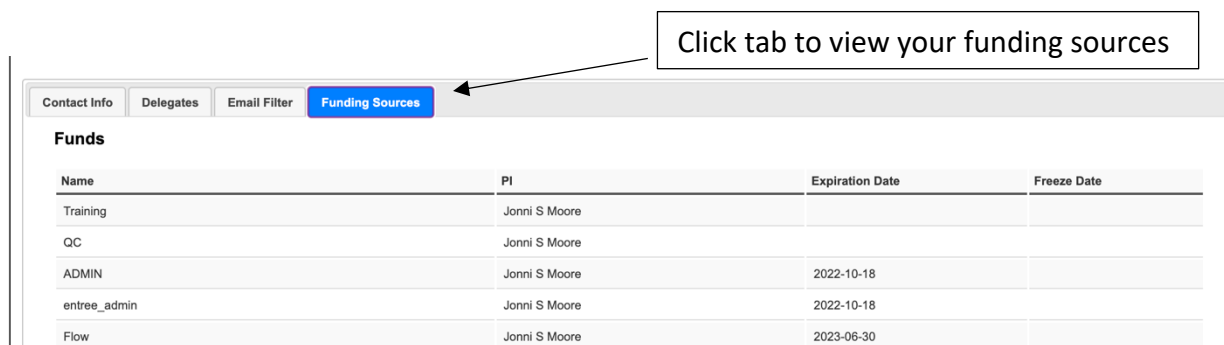 Click tab to view your funding sources
Contact Info Delegates Email Filter Funding Sources
Funds
Name PI Expiration Date Freeze Date
Training Jonni S Moore
QC Jonni S Moore
ADMIN Jonni S Moore 2022-10-18
entree_admin Jonni S Moore 2022-10-18
Flow Jonni S Moore 2023-06-30